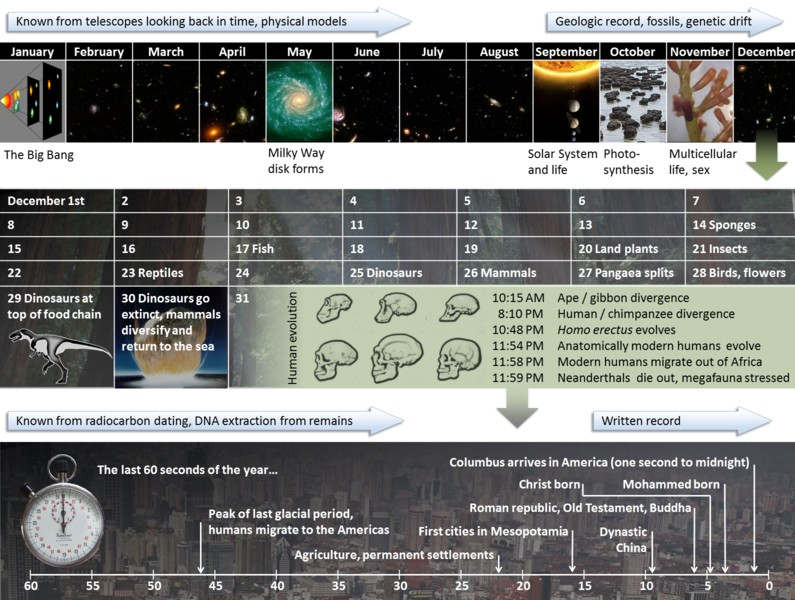 Known from telescopes looking back in time, physical models
Geologic record, fossils, genetic drift
January February March April May June July August September October November December
The Big Bang
Milky Way
disk forms
Solar System
and life
Photo-
synthesis
Multicellular
life, sex
December 1st 2 3 4 5 6 7
8 9 10 11 12 13 14 Sponges
15 16 17 Fish 18 19 20 Land plants 21 Insects
22 23 Reptiles 24 25 Dinosaurs 26 Mammals 27 Pangaea splits 28 Birds, flowers
29 Dinosaurs at
top of food chain
30 Dinosaurs go
extinct, mammals
diversify and
return to the sea
31
Human evolution
10:15 AM Ape / gibbon divergence
8:10 PM Human / chimpanzee divergence
10:48 PM Homo erectus evolves
11:54 PM Anatomically modern humans evolve
11:58 PM Modern humans migrate out of Africa
11:59 PM Neanderthals die out, megafauna stressed
Known from radiocarbon dating, DNA extraction from remains
Written record
The last 60 seconds of the year...
Columbus arrives in America (one second to midnight)
Christ born
Mohammed born
Roman republic, Old Testament, Buddha
Peak of last glacial period,
humans migrate to the Americas
First cities in Mesopotamia
Dynastic
China
Agriculture, permanent settlements
60 55 50 45 40 35 30 25 20 15 10 5 0